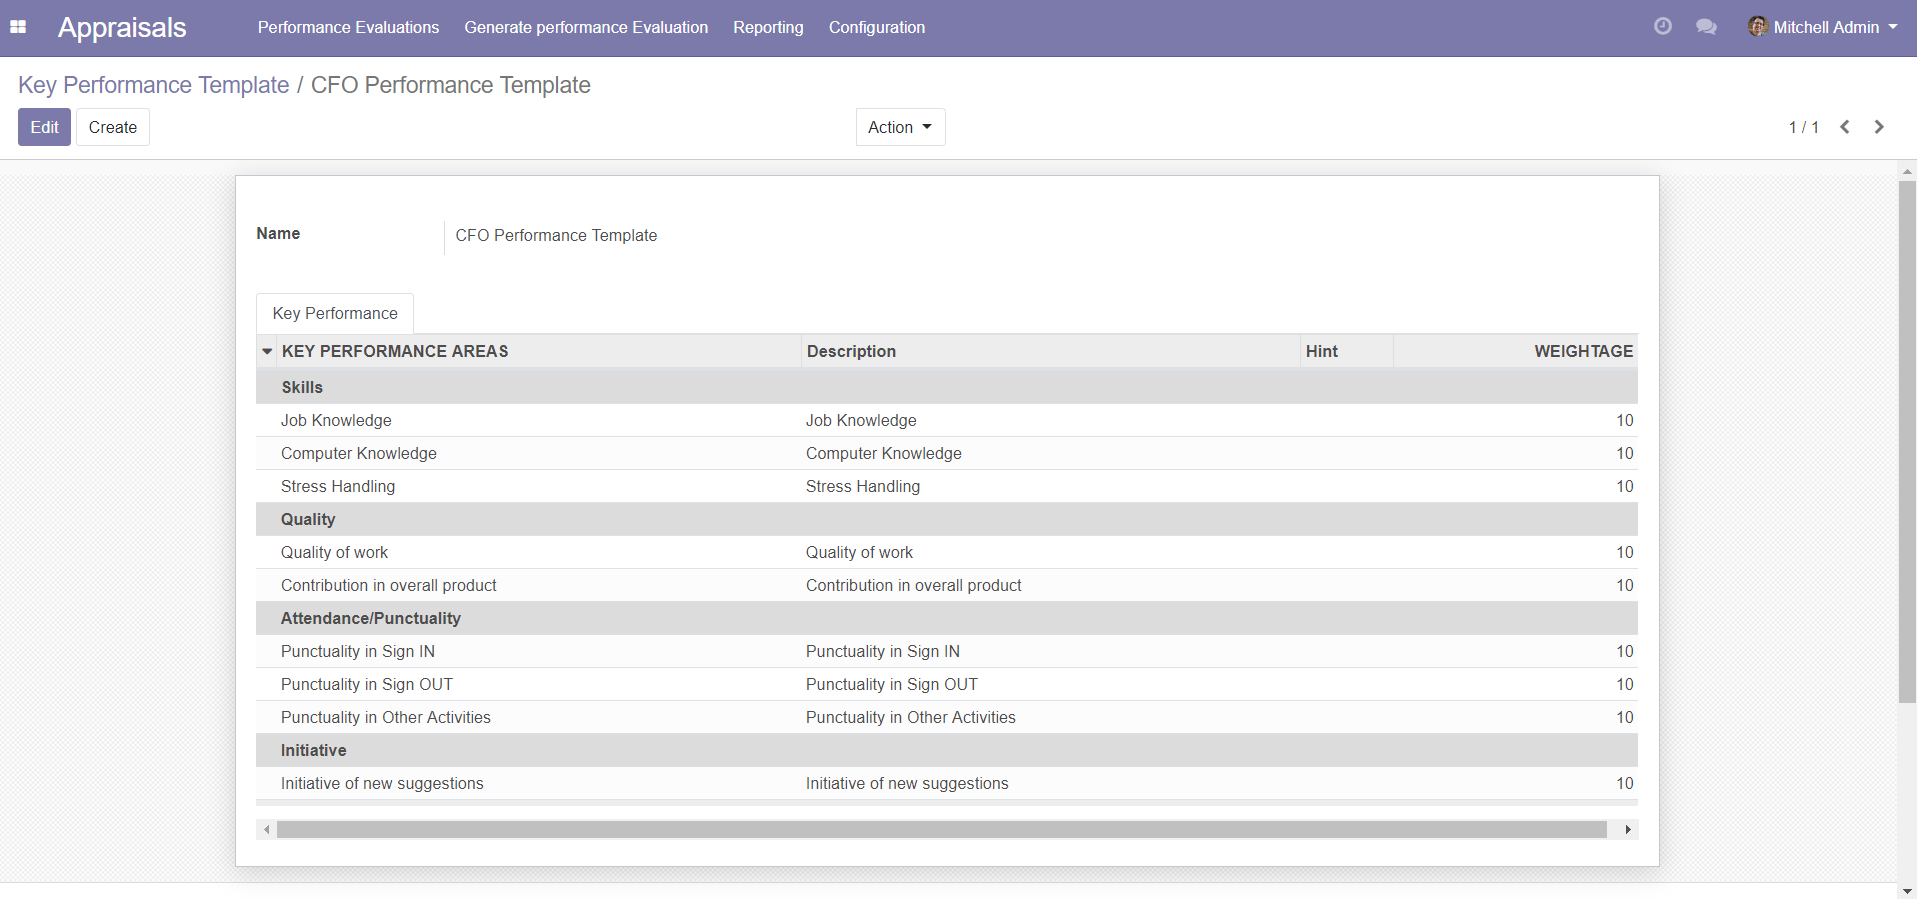 Appraisals Performance Evaluations Generate performance Evaluation Reporting Configuration Mitchell Admin
Key Performance Template / CFO Performance Template
Edit Create Action 1 / 1
Name CFO Performance Template
Key Performance
KEY PERFORMANCE AREAS Description Hint WEIGHTAGE
Skills
Job Knowledge Job Knowledge 10
Computer Knowledge Computer Knowledge 10
Stress Handling Stress Handling 10
Quality
Quality of work Quality of work 10
Contribution in overall product Contribution in overall product 10
Attendance/Punctuality
Punctuality in Sign IN Punctuality in Sign IN 10
Punctuality in Sign OUT Punctuality in Sign OUT 10
Punctuality in Other Activities Punctuality in Other Activities 10
Initiative
Initiative of new suggestions Initiative of new suggestions 10